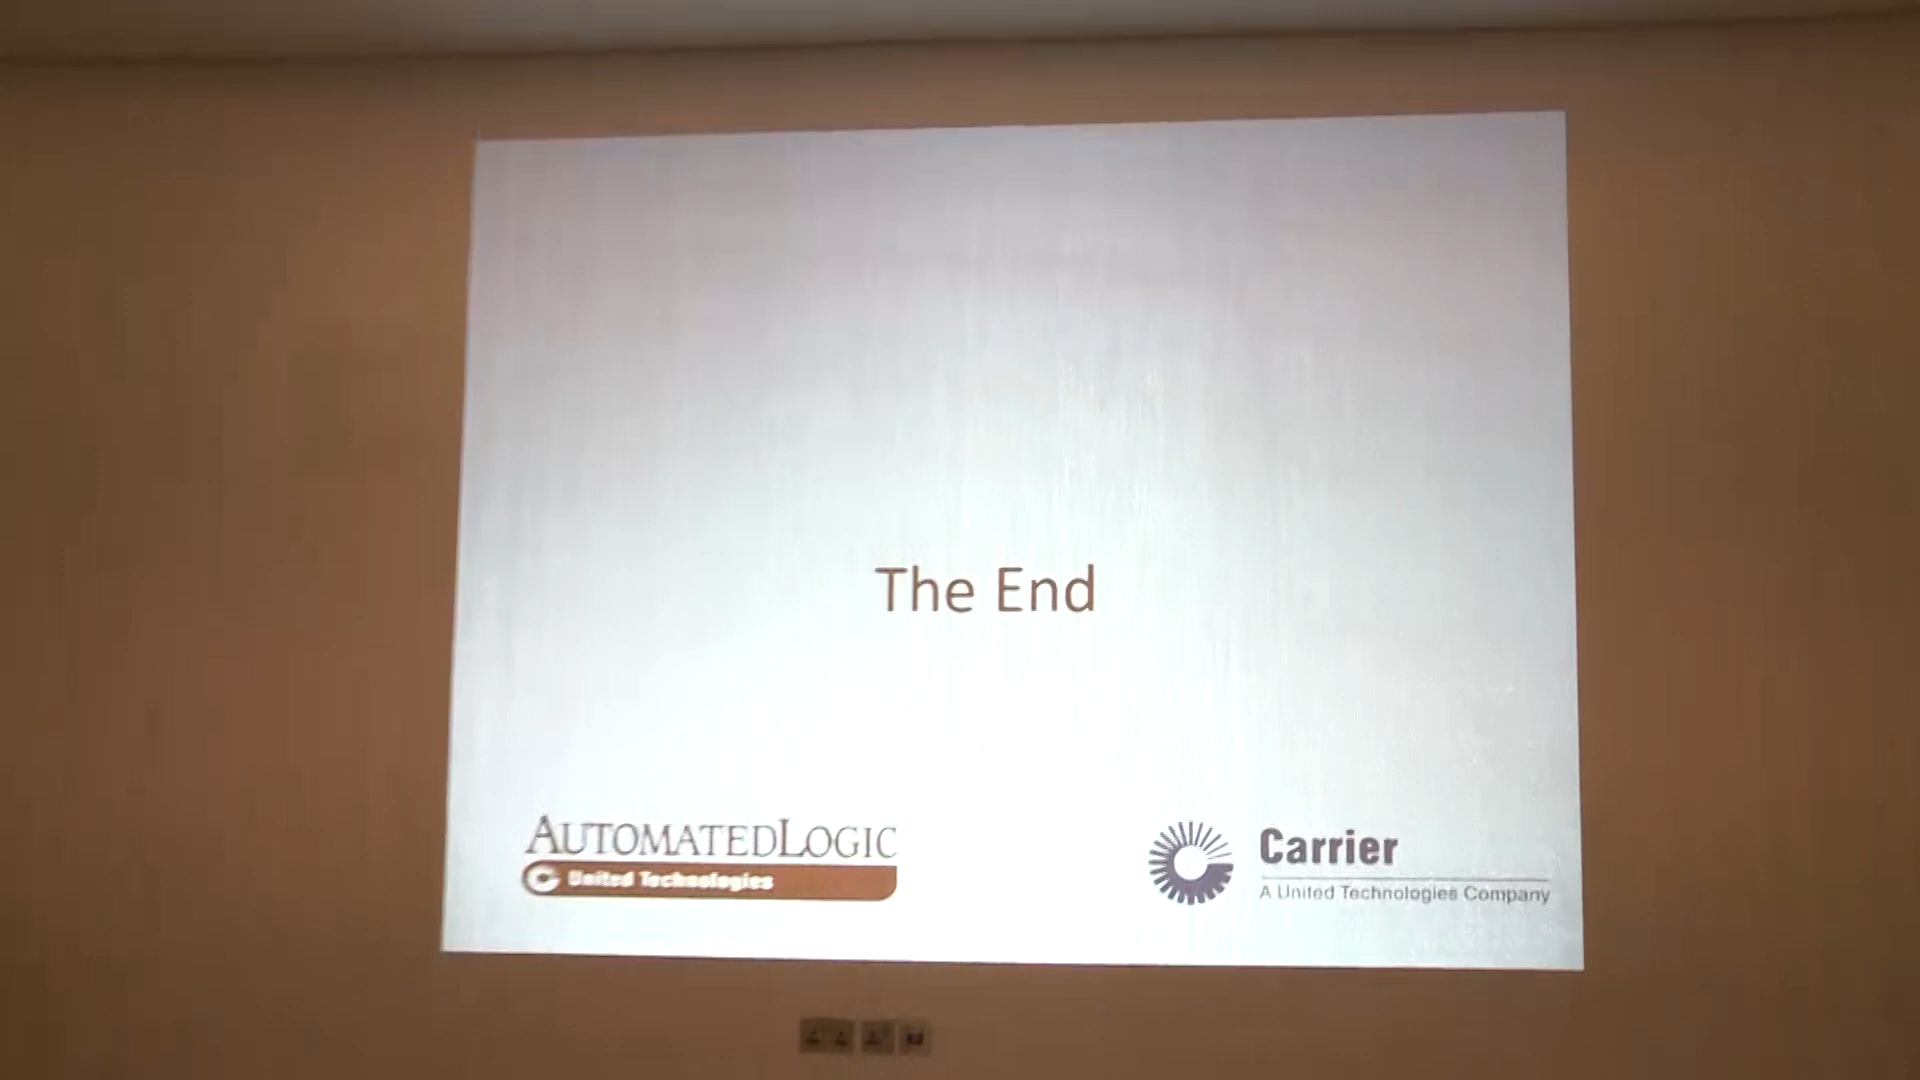 The End
AUTOMATEDLOGIC
United Technologies
Carrier
A United Technologies Company